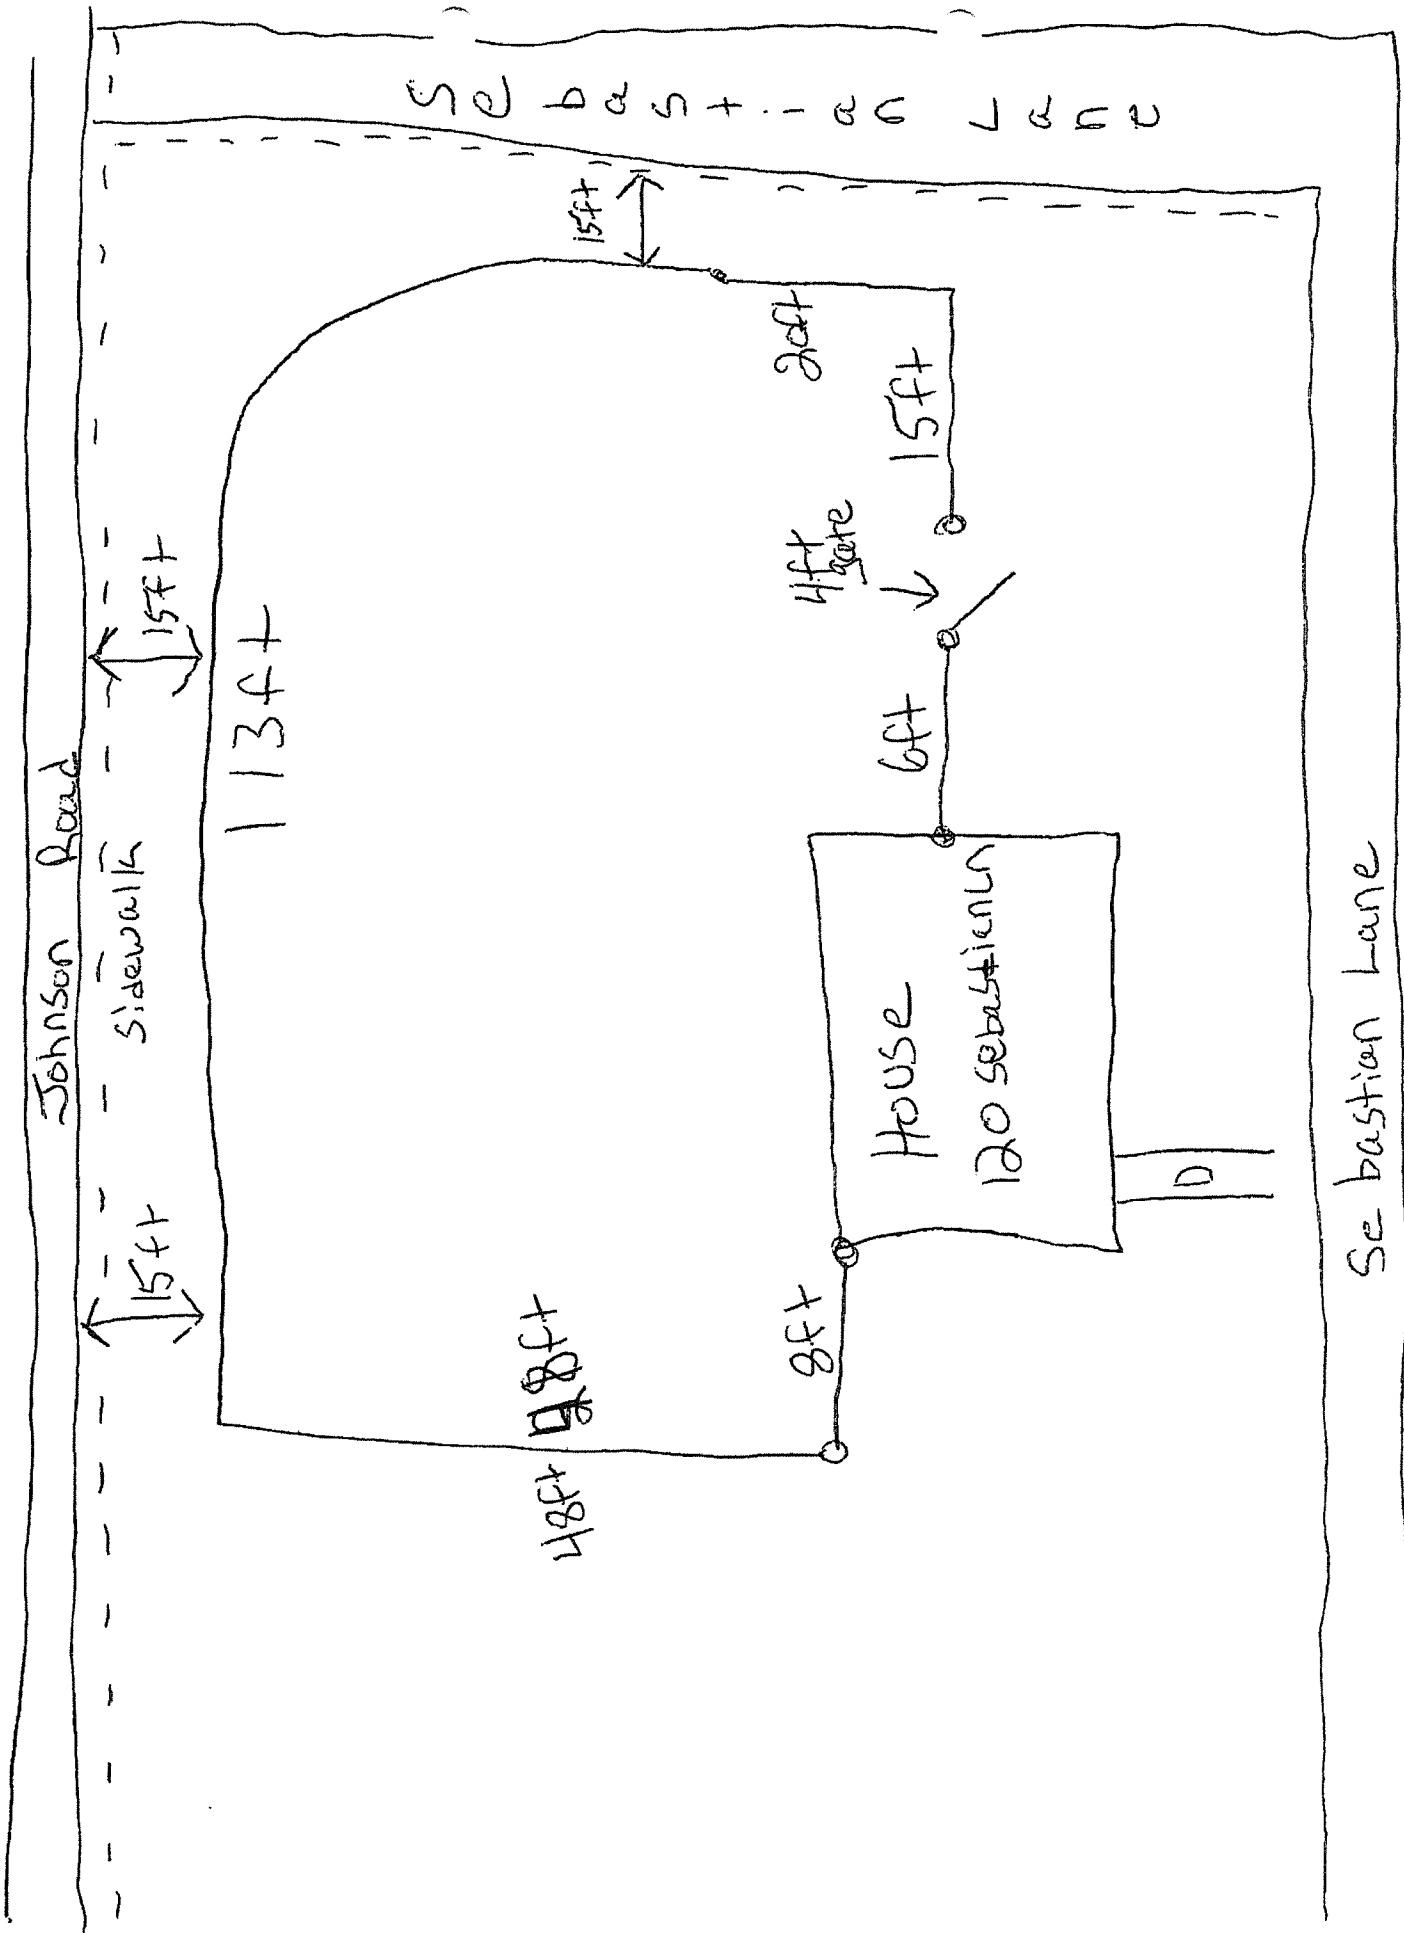 Johnson Road
Sidewalk
15ft
15ft
113ft
Sebastian Lane
15ft
20ft
15ft
4ft
gate
6ft
House
120 Sebastian Ln
D
8ft
48ft
48ft
Sebastian Lane